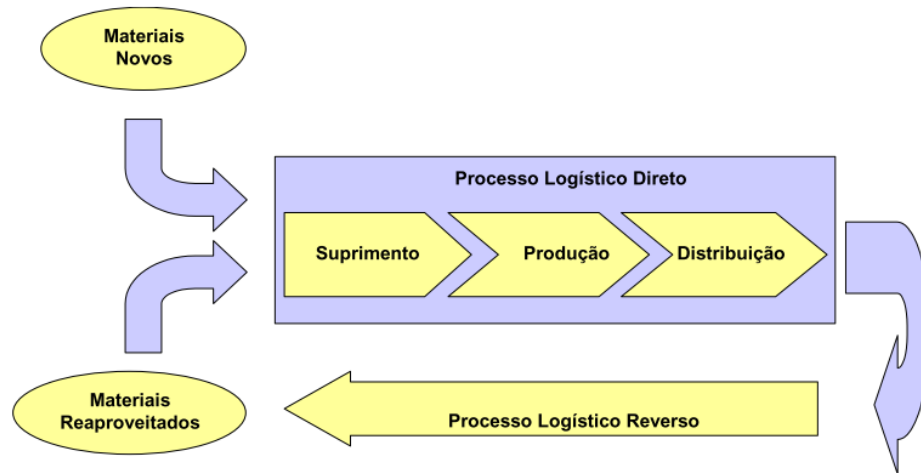 Materiais
Novos
Processo Logístico Direto
Suprimento
Produção
Distribuição
Materiais
Reaproveitados
Processo Logístico Reverso